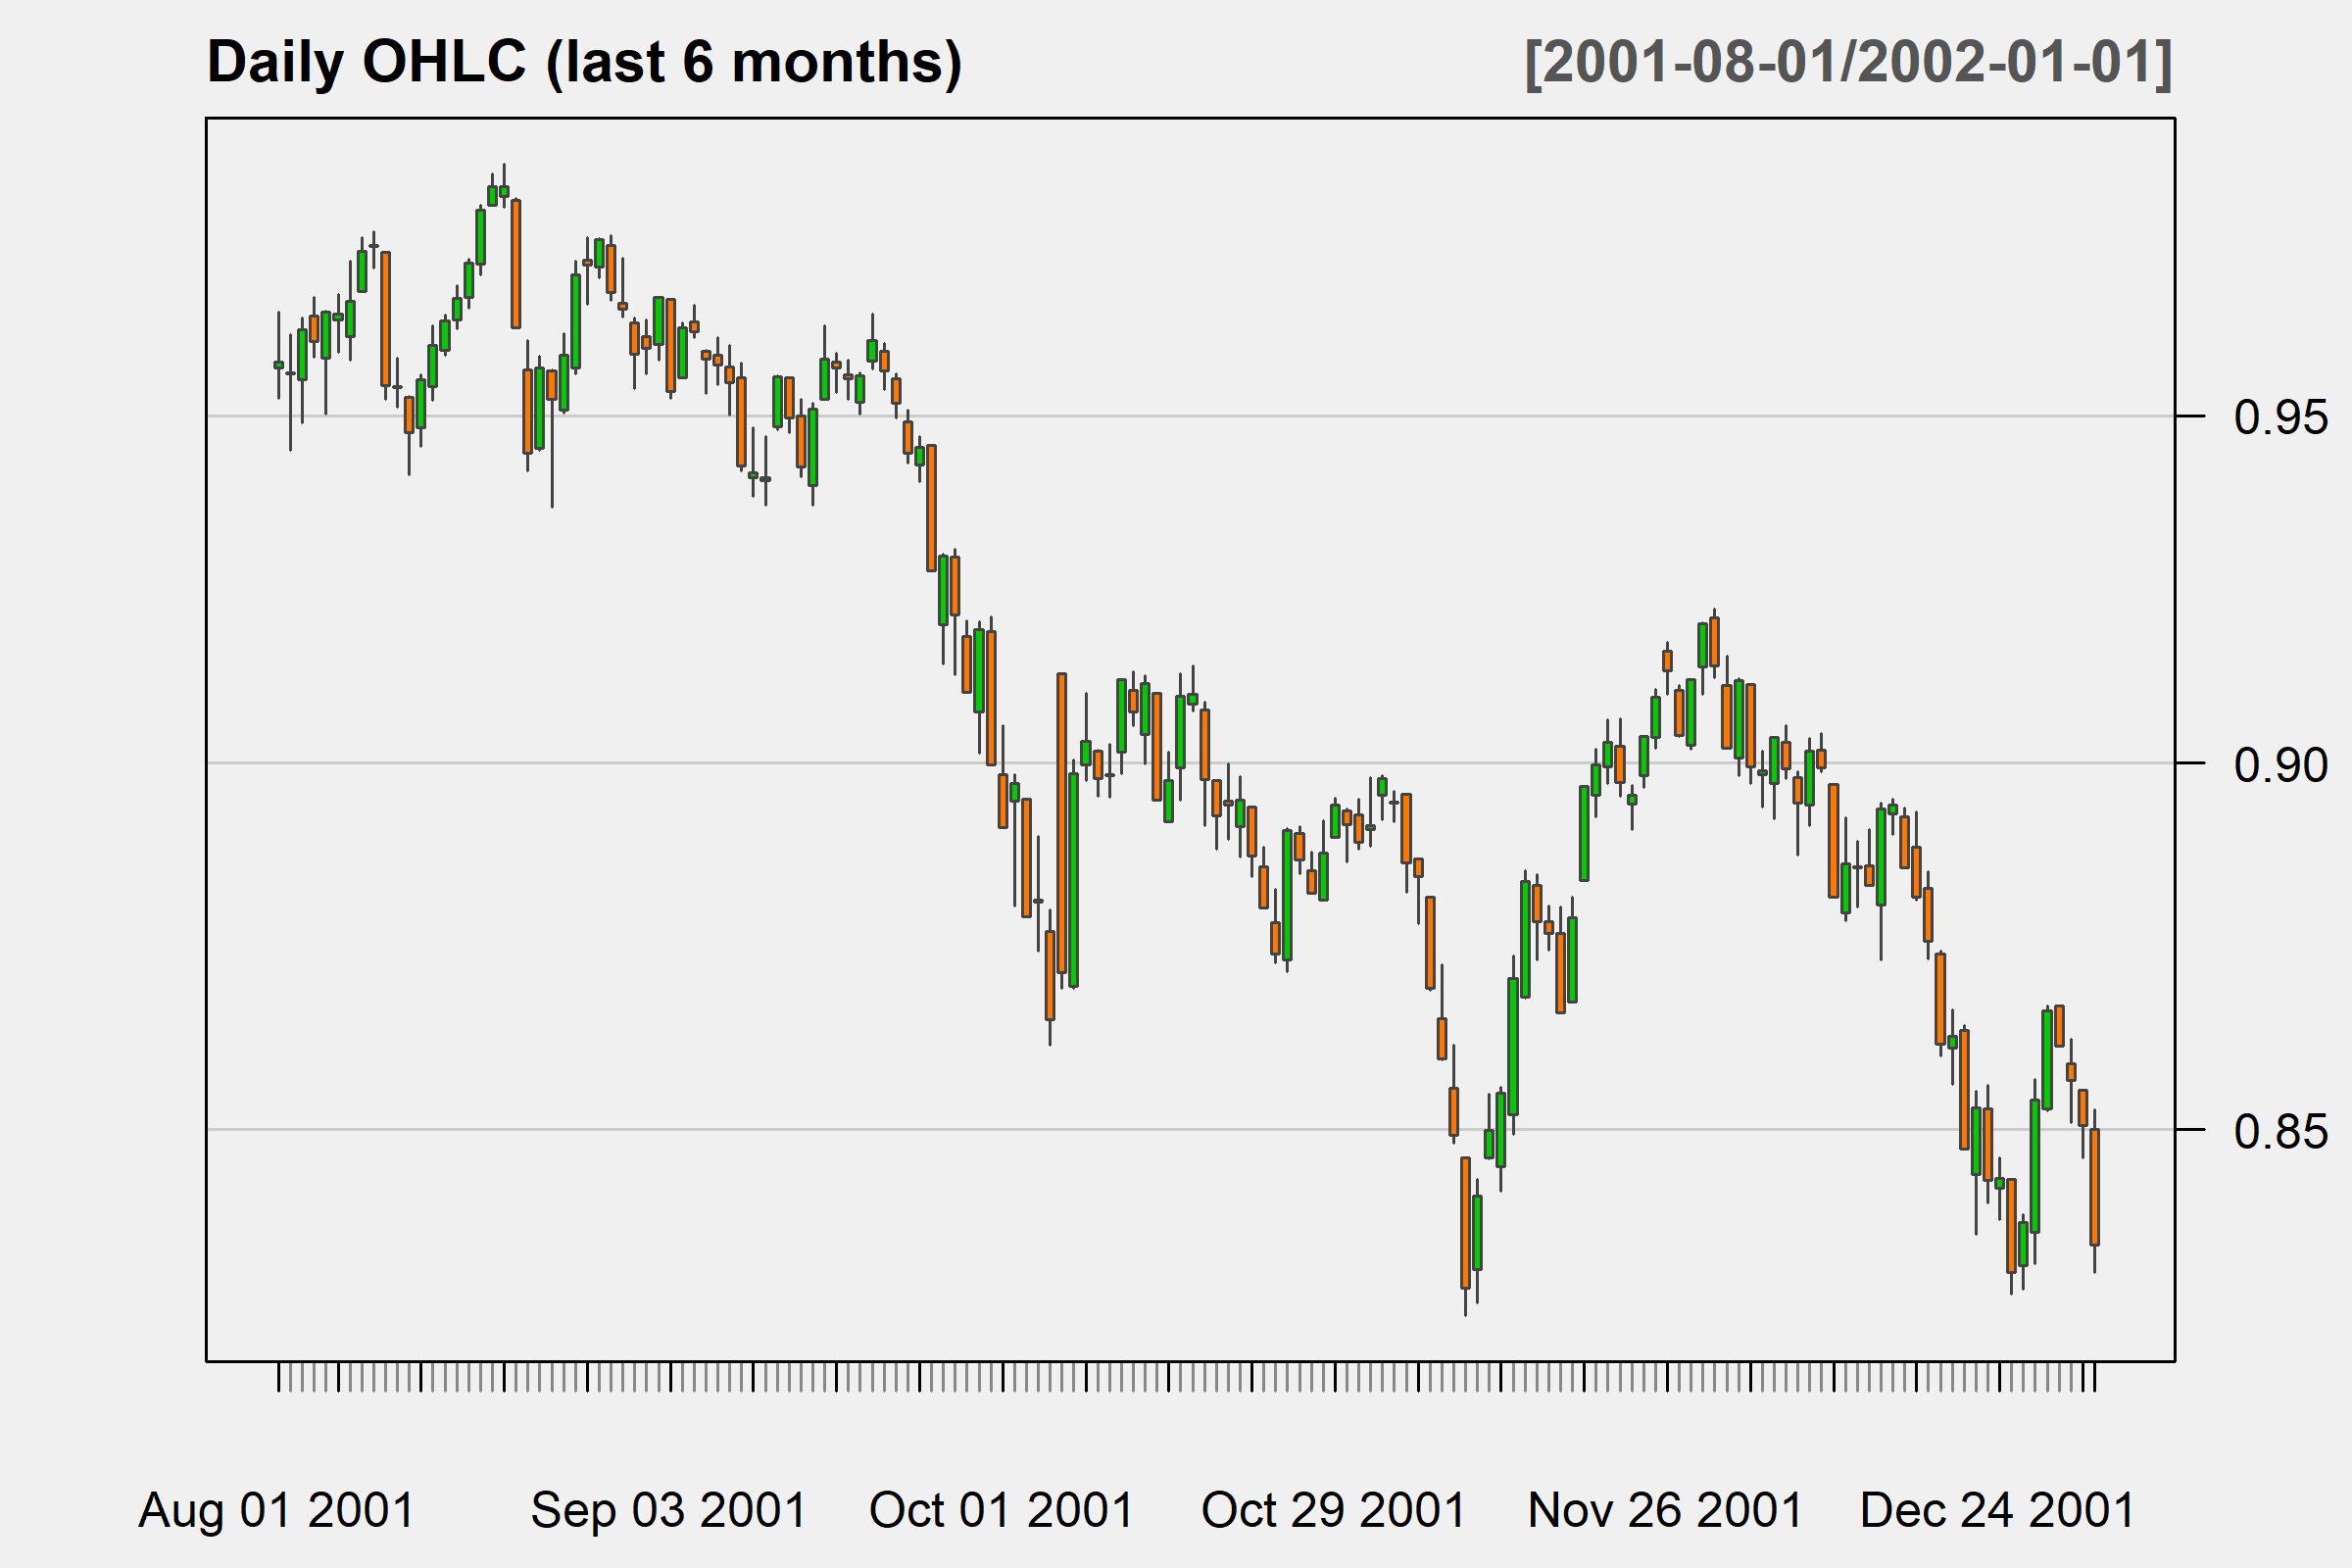 Daily OHLC (last 6 months) [2001-08-01/2002-01-01]
0.95
0.90
0.85
Aug 01 2001 Sep 03 2001 Oct 01 2001 Oct 29 2001 Nov 26 2001 Dec 24 2001